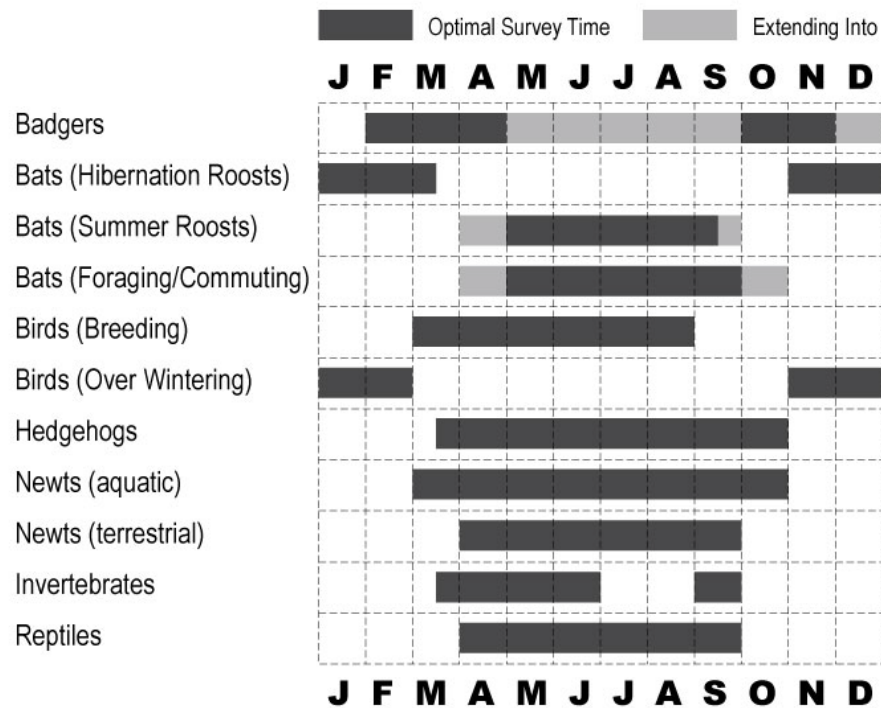 Optimal Survey Time Extending Into
J F M A M J J A S O N D
Badgers
Bats (Hibernation Roosts)
Bats (Summer Roosts)
Bats (Foraging/Commuting)
Birds (Breeding)
Birds (Over Wintering)
Hedgehogs
Newts (aquatic)
Newts (terrestrial)
Invertebrates
Reptiles
J F M A M J J A S O N D